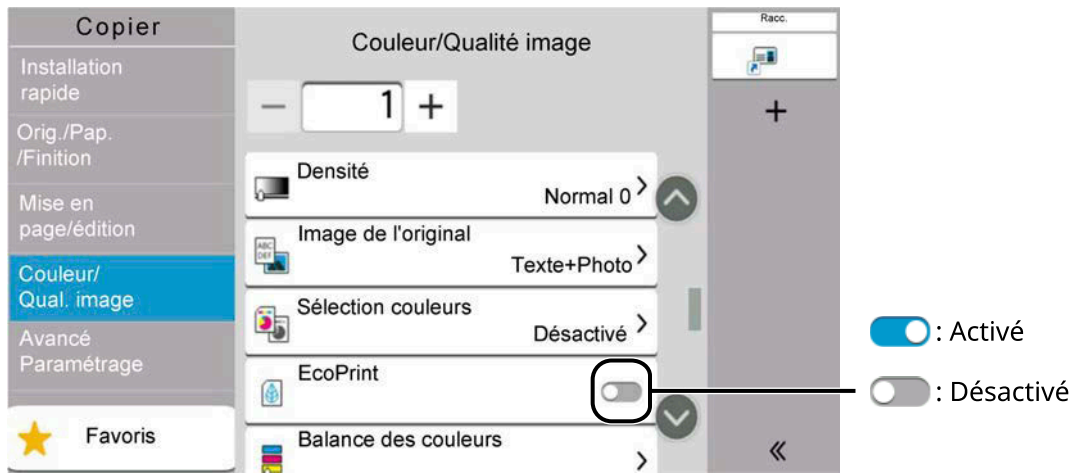 Copier
Installation
rapide
Orig./Pap.
/Finition
Mise en
page/édition
Couleur/
Qual. image
Avancé
Paramétrage
Favoris
Couleur/Qualité image
− 1 +
Densité
Normal 0
ABC
DEF
Image de l'original
Texte+Photo
Sélection couleurs
Désactivé
EcoPrint
Balance des couleurs
Racc.
+
: Activé
: Désactivé